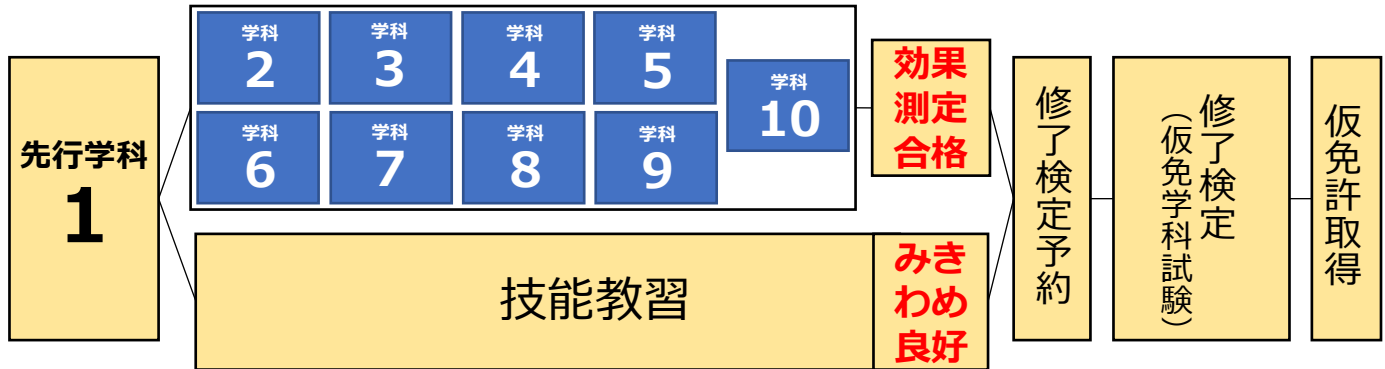 先行学科
1
学科
2
学科
3
学科
4
学科
5
学科
6
学科
7
学科
8
学科
9
学科
10
効果
測定
合格
技能教習
みき
わめ
良好
修了検定予約
修了検定
（仮免学科試験）
仮免許取得